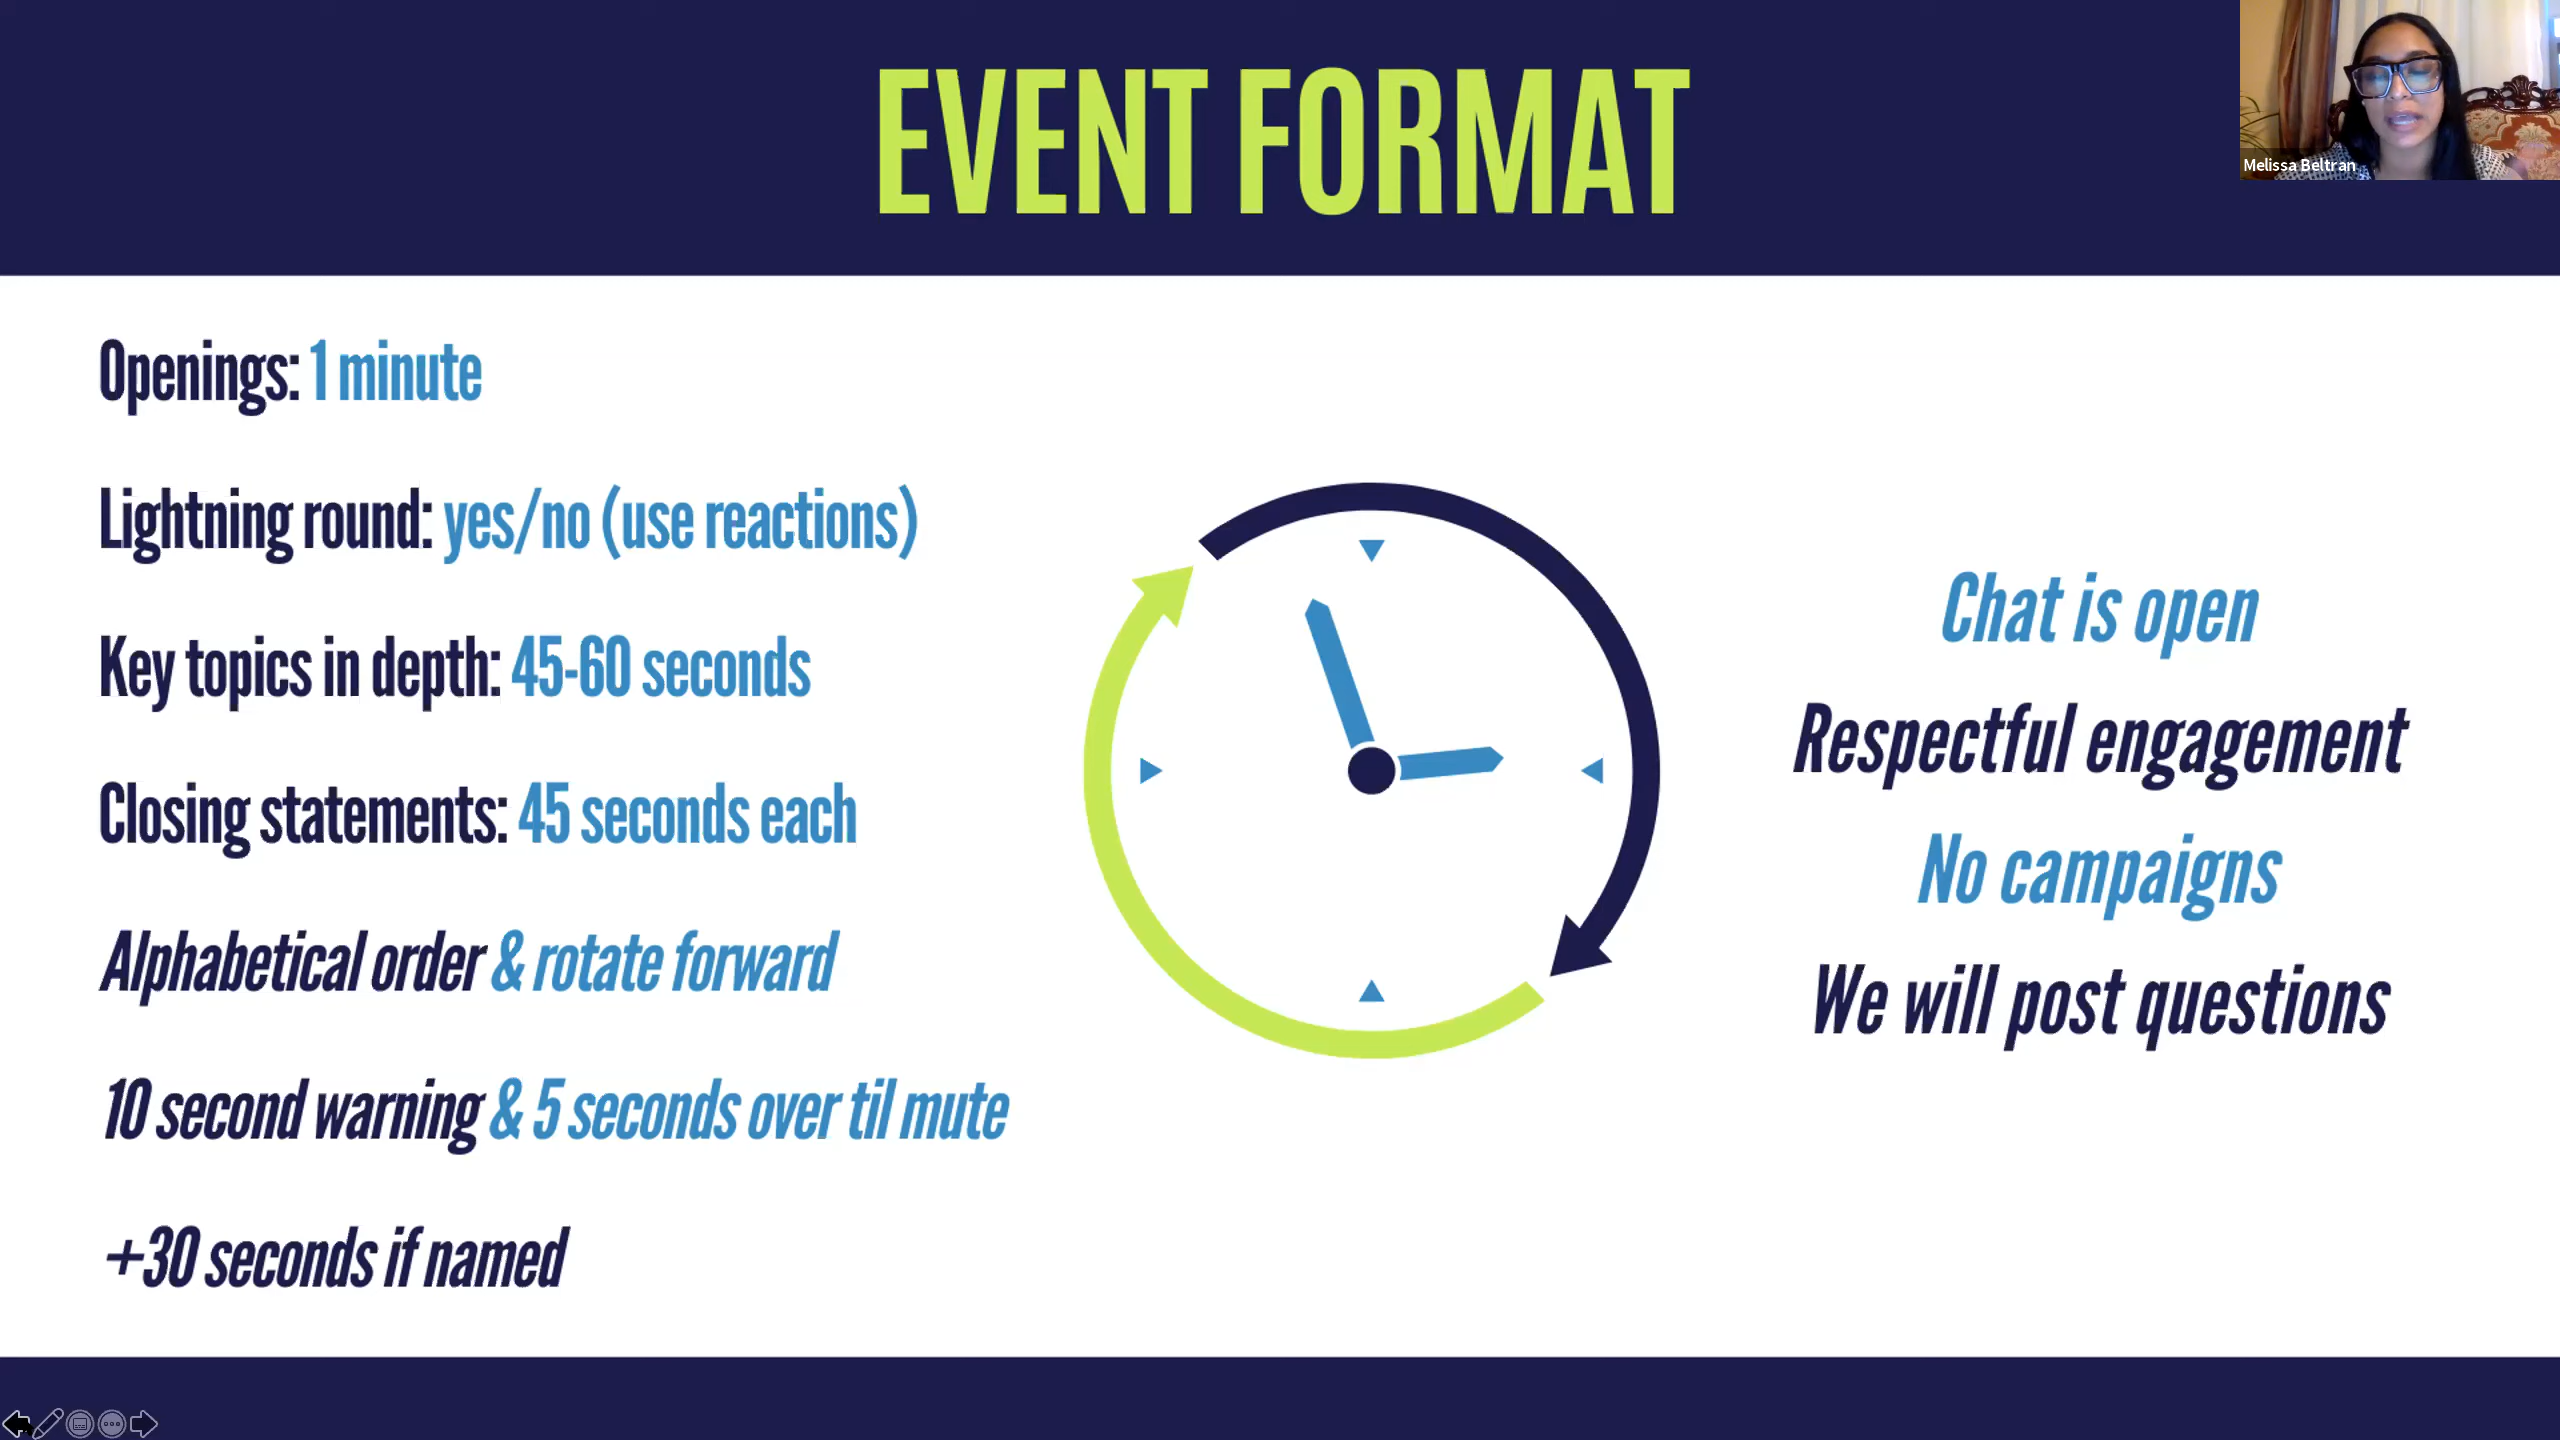 EVENT FORMAT
Melissa Beltran
Openings: 1 minute
Lightning round: yes/no (use reactions)
Key topics in depth: 45-60 seconds
Closing statements: 45 seconds each
Alphabetical order & rotate forward
10 second warning & 5 seconds over til mute
+30 seconds if named
Chat is open
Respectful engagement
No campaigns
We will post questions